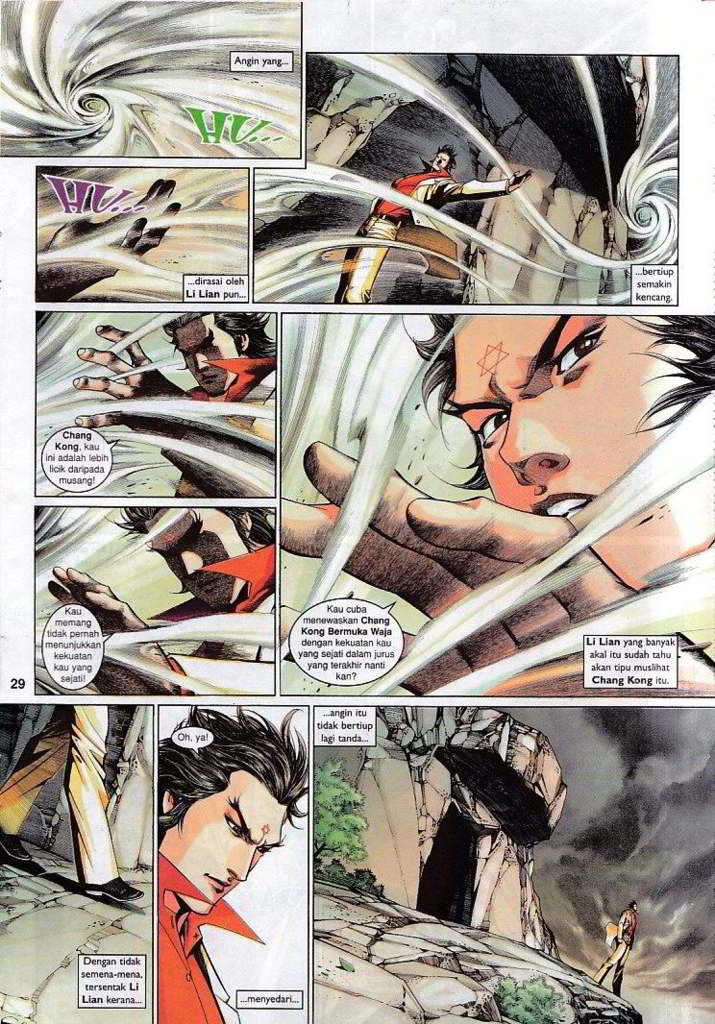 Angin yang...
HU...
HU...
...dirasai oleh
Li Lian pun...
...bertiup
semakin
kencang.
Chang
Kong, kau
ini adalah lebih
licik daripada
musang!
Kau
memang
tidak pernah
menunjukkan
kekuatan
kau yang
sejati!
Kau cuba
menewaskan Chang
Kong Bermuka Waja
dengan kekuatan kau
yang sejati dalam jurus
yang terakhir nanti
kan?
Li Lian yang banyak
akal itu sudah tahu
akan tipu muslihat
Chang Kong itu.
29
Dengan tidak
semena-mena,
tersentak Li
Lian kerana...
Oh, ya!
...menyedari...
...angin itu
tidak bertiup
lagi tanda...